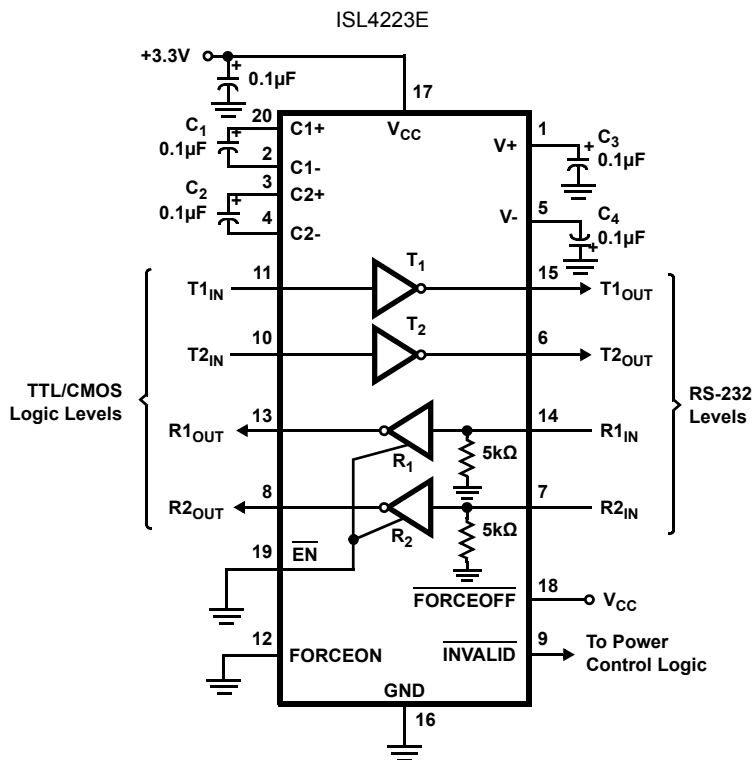 ISL4223E
+3.3V
+
0.1µF
17
20
C1+
VCC
1
C1
+
0.1µF
V+
+
C3
0.1µF
2
C1-
3
C2+
C2
+
0.1µF
5
V-
C4
0.1µF
+
4
C2-
T1
11
15
T1IN
T1OUT
T2
10
6
T2IN
T2OUT
TTL/CMOS
Logic Levels
RS-232
Levels
13
14
R1OUT
R1IN
R1
5kΩ
8
7
R2OUT
R2IN
R2
5kΩ
19
EN
18
FORCEOFF
VCC
12
FORCEON
9
INVALID
To Power
Control Logic
GND
16